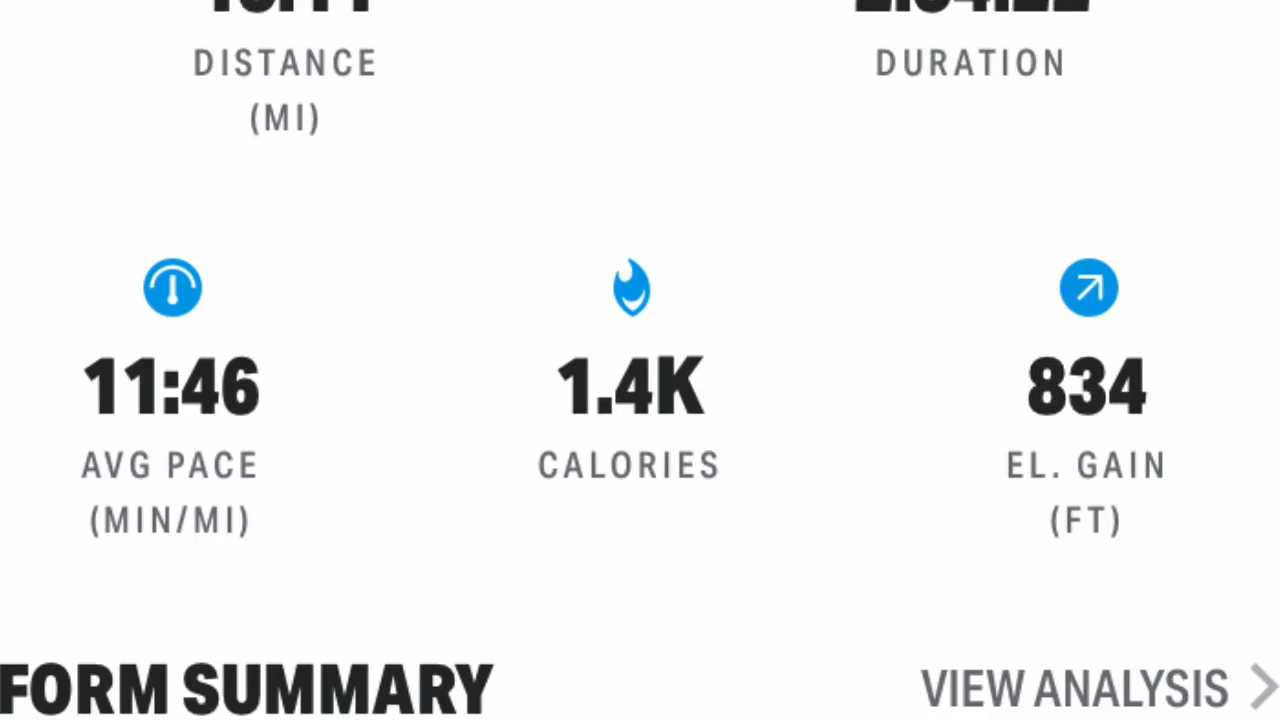 DISTANCE DURATION
(MI)
11:46 1.4K 834
AVG PACE CALORIES EL. GAIN
(MIN/MI) (FT)
FORM SUMMARY VIEW ANALYSIS